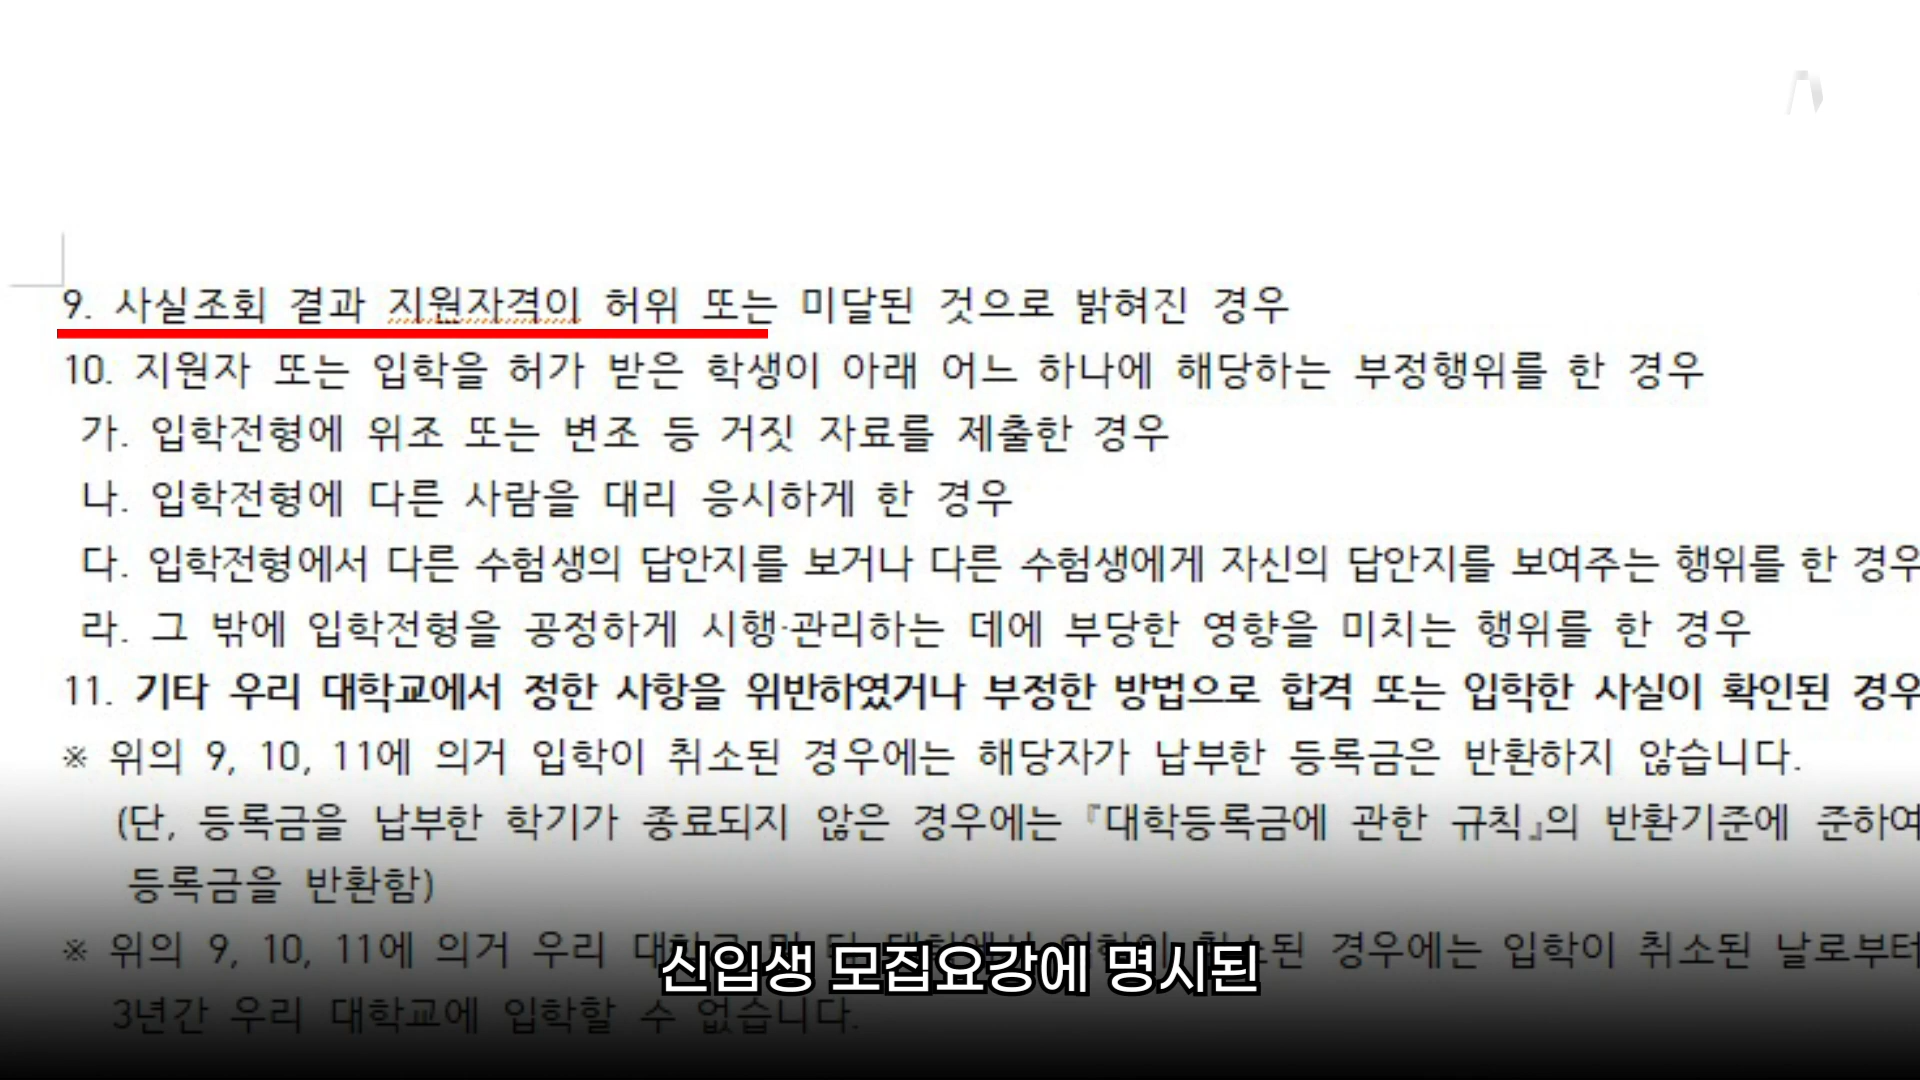 9. 사실조회 결과 지원자격이 허위 또는 미달된 것으로 밝혀진 경우
10. 지원자 또는 입학을 허가 받은 학생이 아래 어느 하나에 해당하는 부정행위를 한 경우
가. 입학전형에 위조 또는 변조 등 거짓 자료를 제출한 경우
나. 입학전형에 다른 사람을 대리 응시하게 한 경우
다. 입학전형에서 다른 수험생의 답안지를 보거나 다른 수험생에게 자신의 답안지를 보여주는 행위를 한 경우
라. 그 밖에 입학전형을 공정하게 시행·관리하는 데에 부당한 영향을 미치는 행위를 한 경우
11. 기타 우리 대학교에서 정한 사항을 위반하였거나 부정한 방법으로 합격 또는 입학한 사실이 확인된 경우
※ 위의 9, 10, 11에 의거 입학이 취소된 경우에는 해당자가 납부한 등록금은 반환하지 않습니다.
(단, 등록금을 납부한 학기가 종료되지 않은 경우에는『대학등록금에 관한 규칙』의 반환기준에 준하여
등록금을 반환함)
※ 위의 9, 10, 11에 의거 우리 경우에는 입학이 취소된 날로부터
3년간 우리 대학교에 입학할 수 없습니다.
신입생 모집요강에 명시된